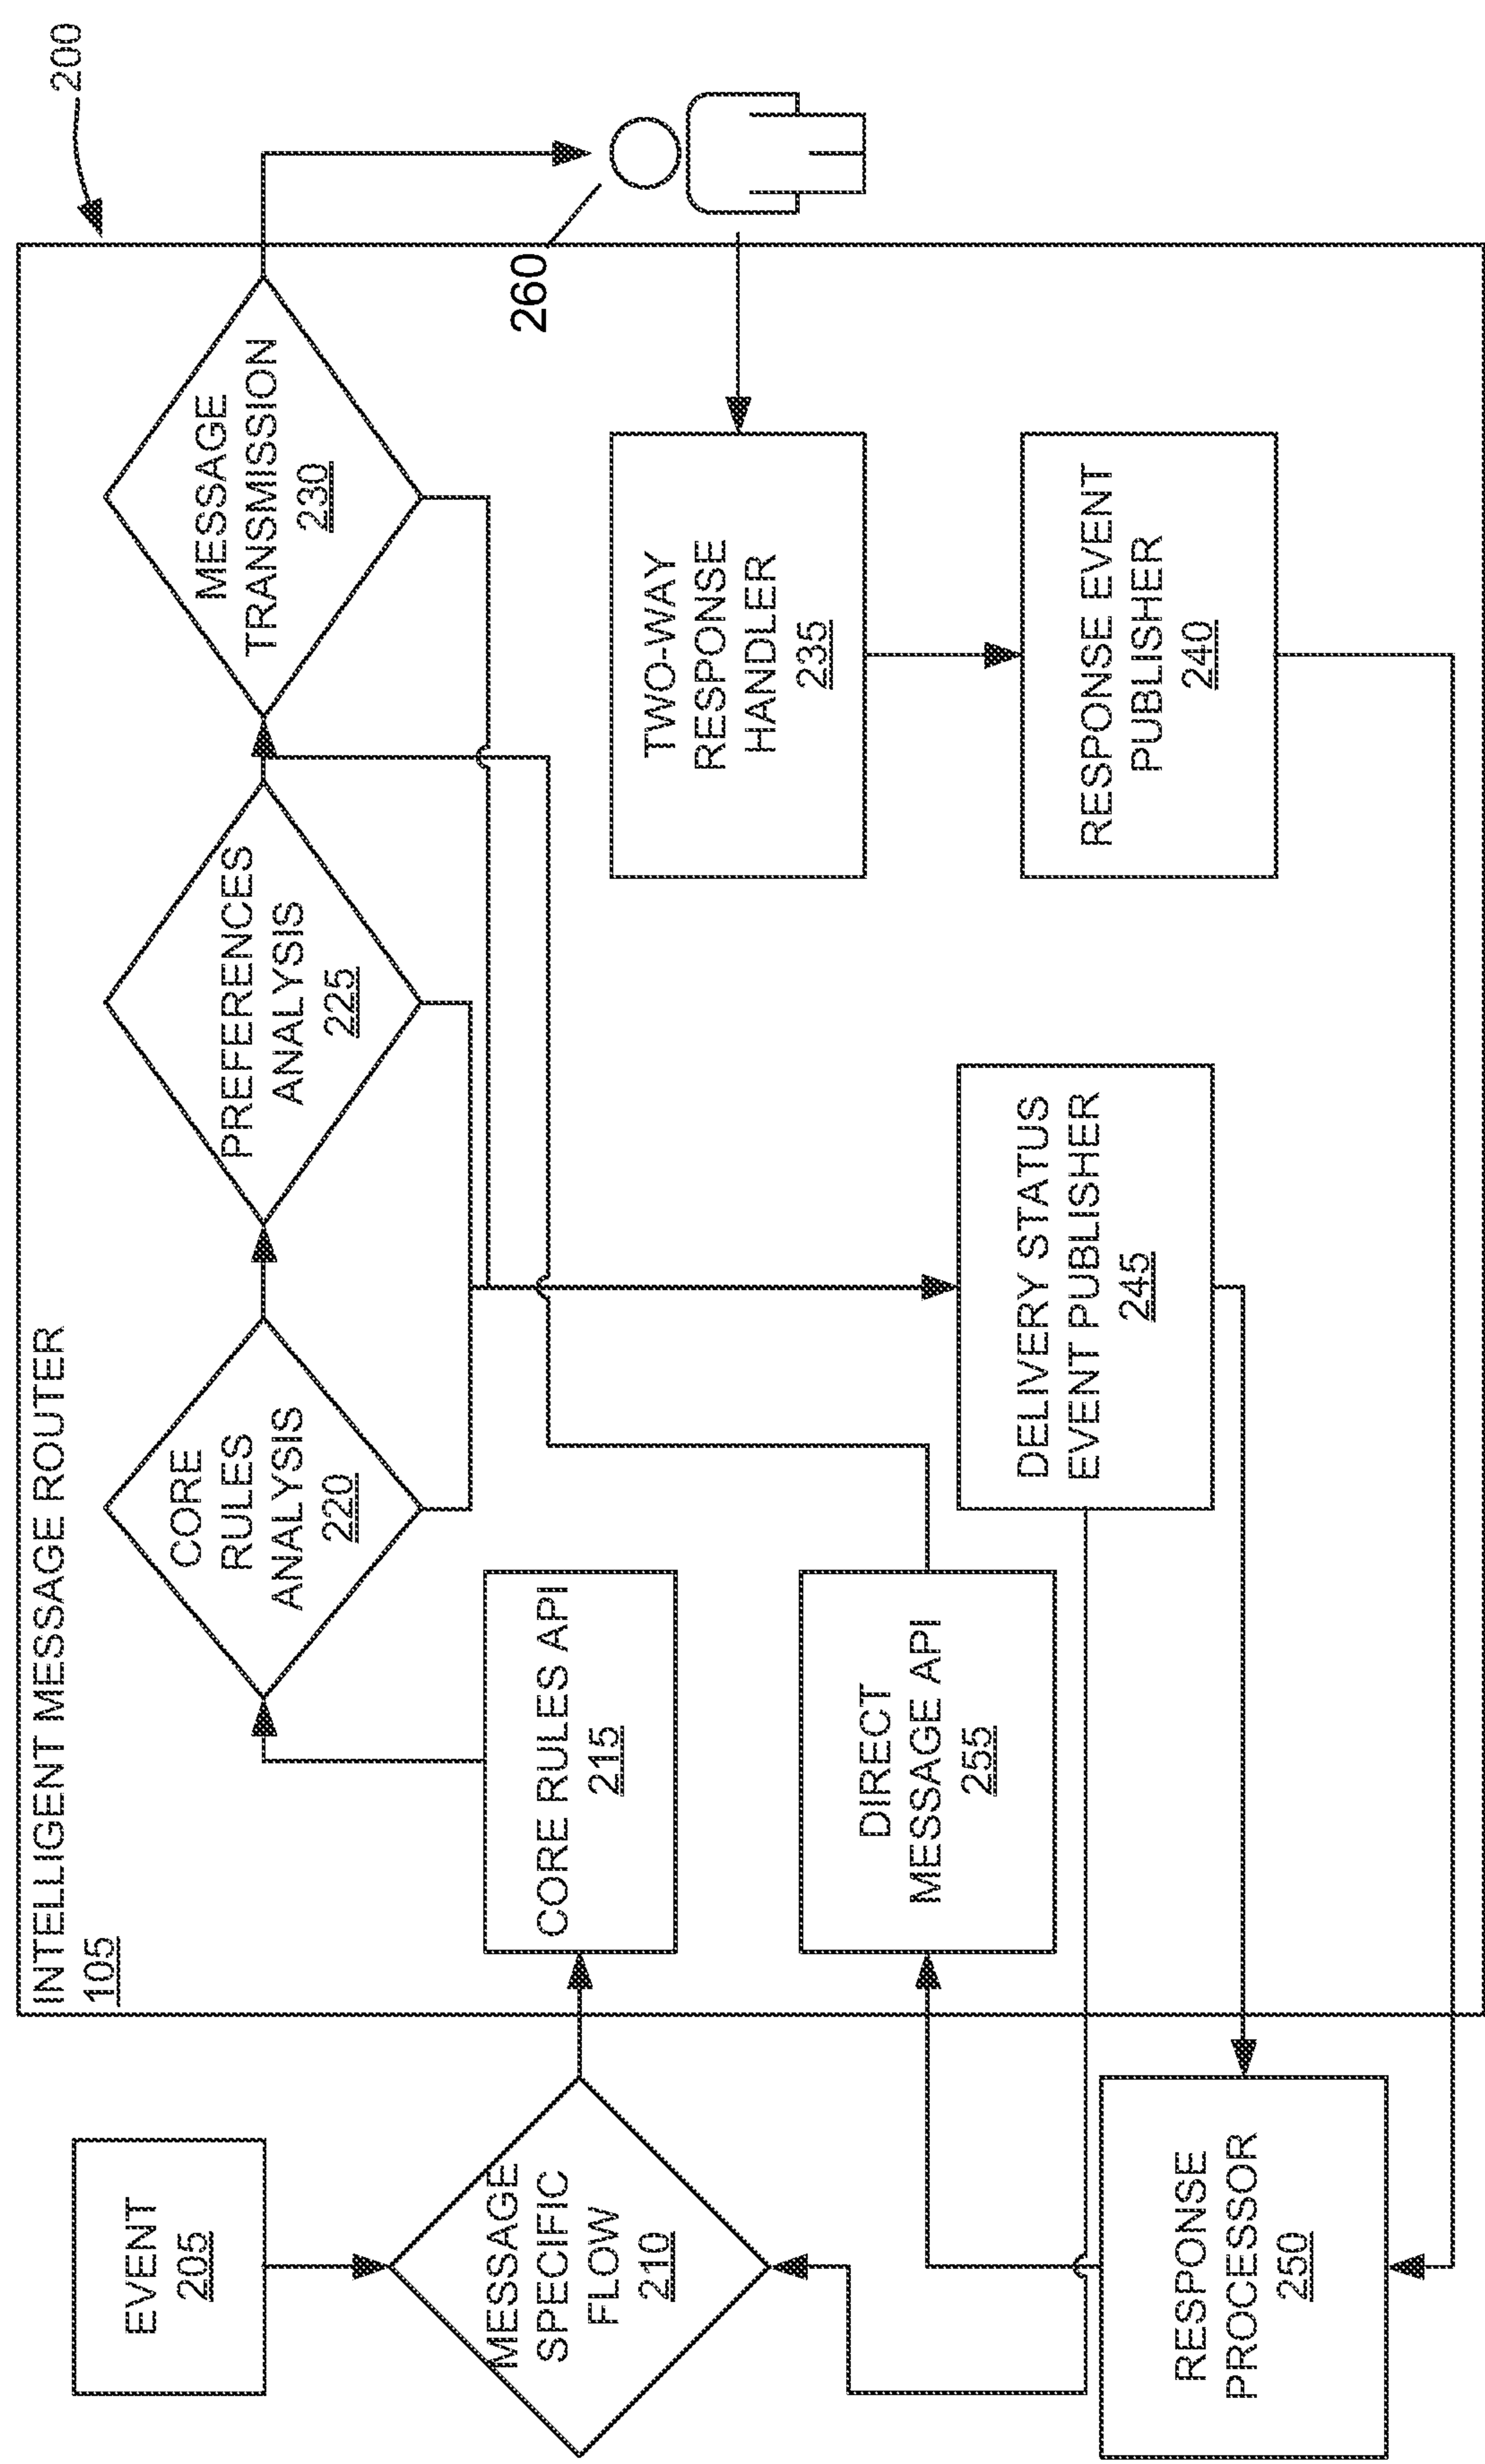 200
INTELLIGENT MESSAGE ROUTER
105
EVENT
205
MESSAGE
SPECIFIC
FLOW
210
CORE RULES API
215
CORE
RULES
ANALYSIS
220
PREFERENCES
ANALYSIS
225
MESSAGE
TRANSMISSION
230
260
TWO-WAY
RESPONSE
HANDLER
235
RESPONSE EVENT
PUBLISHER
240
DELIVERY STATUS
EVENT PUBLISHER
245
DIRECT
MESSAGE API
255
RESPONSE
PROCESSOR
250